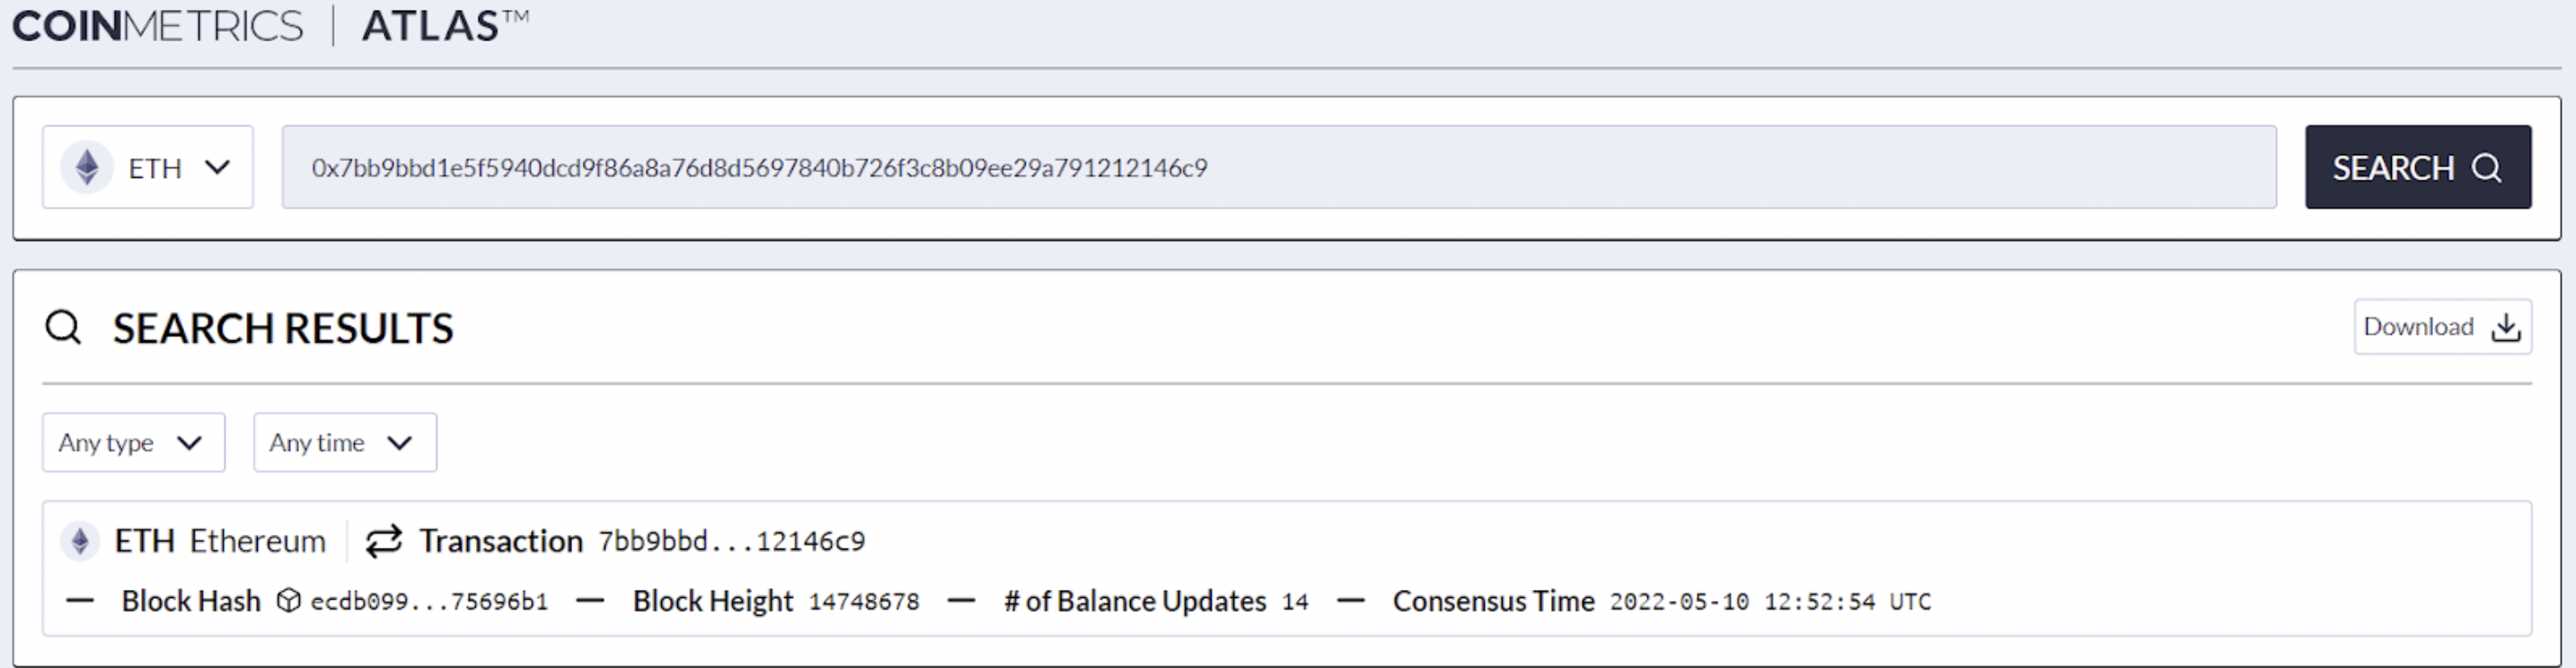 COINMETRICS | ATLAS™
ETH 0x7bb9bbd1e5f5940dcd9f86a8a76d8d5697840b726f3c8b09ee29a791212146c9 SEARCH
SEARCH RESULTS Download
Any type Any time
ETH Ethereum Transaction 7bb9bbd...12146c9
— Block Hash ecdb099...75696b1 — Block Height 14748678 — # of Balance Updates 14 — Consensus Time 2022-05-10 12:52:54 UTC